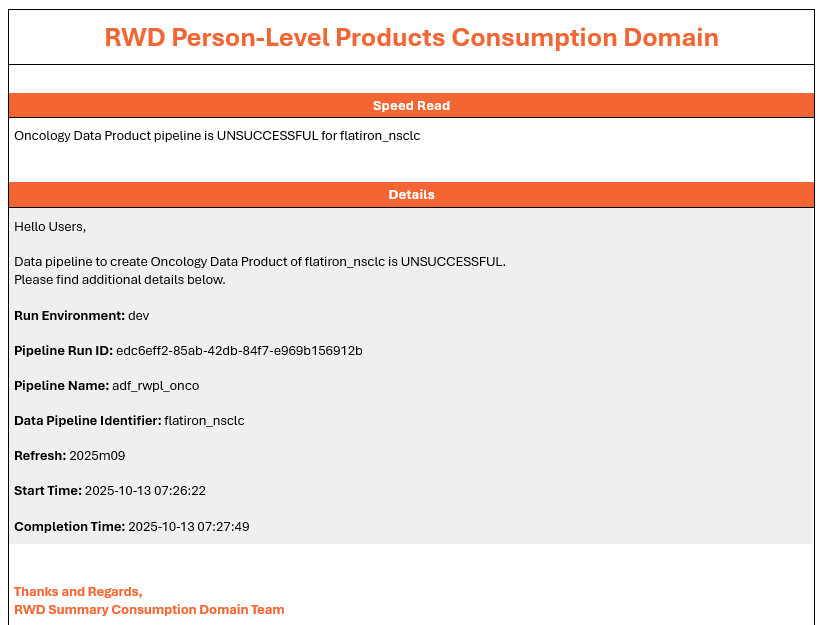 RWD Person-Level Products Consumption Domain
Speed Read
Oncology Data Product pipeline is UNSUCCESSFUL for flatiron_nsclc
Details
Hello Users,
Data pipeline to create Oncology Data Product of flatiron_nsclc is UNSUCCESSFUL.
Please find additional details below.
Run Environment: dev
Pipeline Run ID: edc6eff2-85ab-42db-84f7-e969b156912b
Pipeline Name: adf_rwpl_onco
Data Pipeline Identifier: flatiron_nsclc
Refresh: 2025m09
Start Time: 2025-10-13 07:26:22
Completion Time: 2025-10-13 07:27:49
Thanks and Regards,
RWD Summary Consumption Domain Team